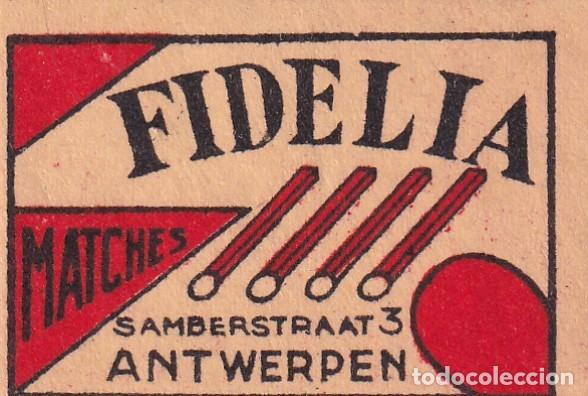 FIDELIA
MATCHES
SAMBERSTRAAT 3
ANTWERPEN
todocoleccion